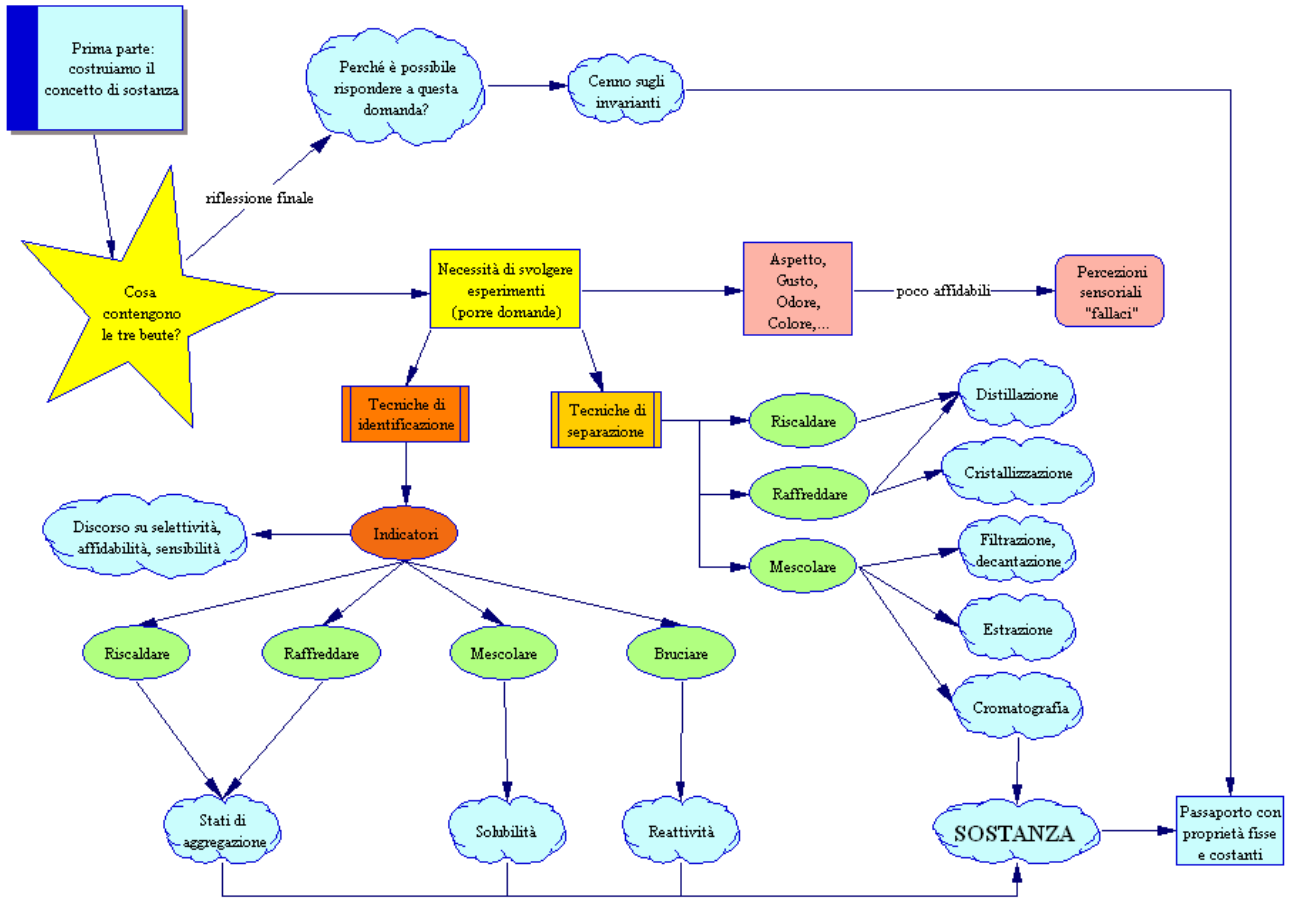 Prima parte:
costruiamo il
concetto di sostanza
Perché è possibile
rispondere a questa
domanda?
Cenno sugli
invarianti
riflessione finale
Cosa
contengono
le tre beute?
Necessità di svolgere
esperimenti
(porre domande)
Aspetto,
Gusto,
Odore,
Colore,...
poco affidabili
Percezioni
sensoriali
"fallaci"
Tecniche di
identificazione
Tecniche di
separazione
Riscaldare
Distillazione
Raffreddare
Cristallizzazione
Mescolare
Filtrazione,
decantazione
Estrazione
Cromatografia
Indicatori
Discorso su selettività,
affidabilità, sensibilità
Riscaldare
Raffreddare
Mescolare
Bruciare
Stati di
aggregazione
Solubilità
Reattività
SOSTANZA
Passaporto con
proprietà fisse
e costanti